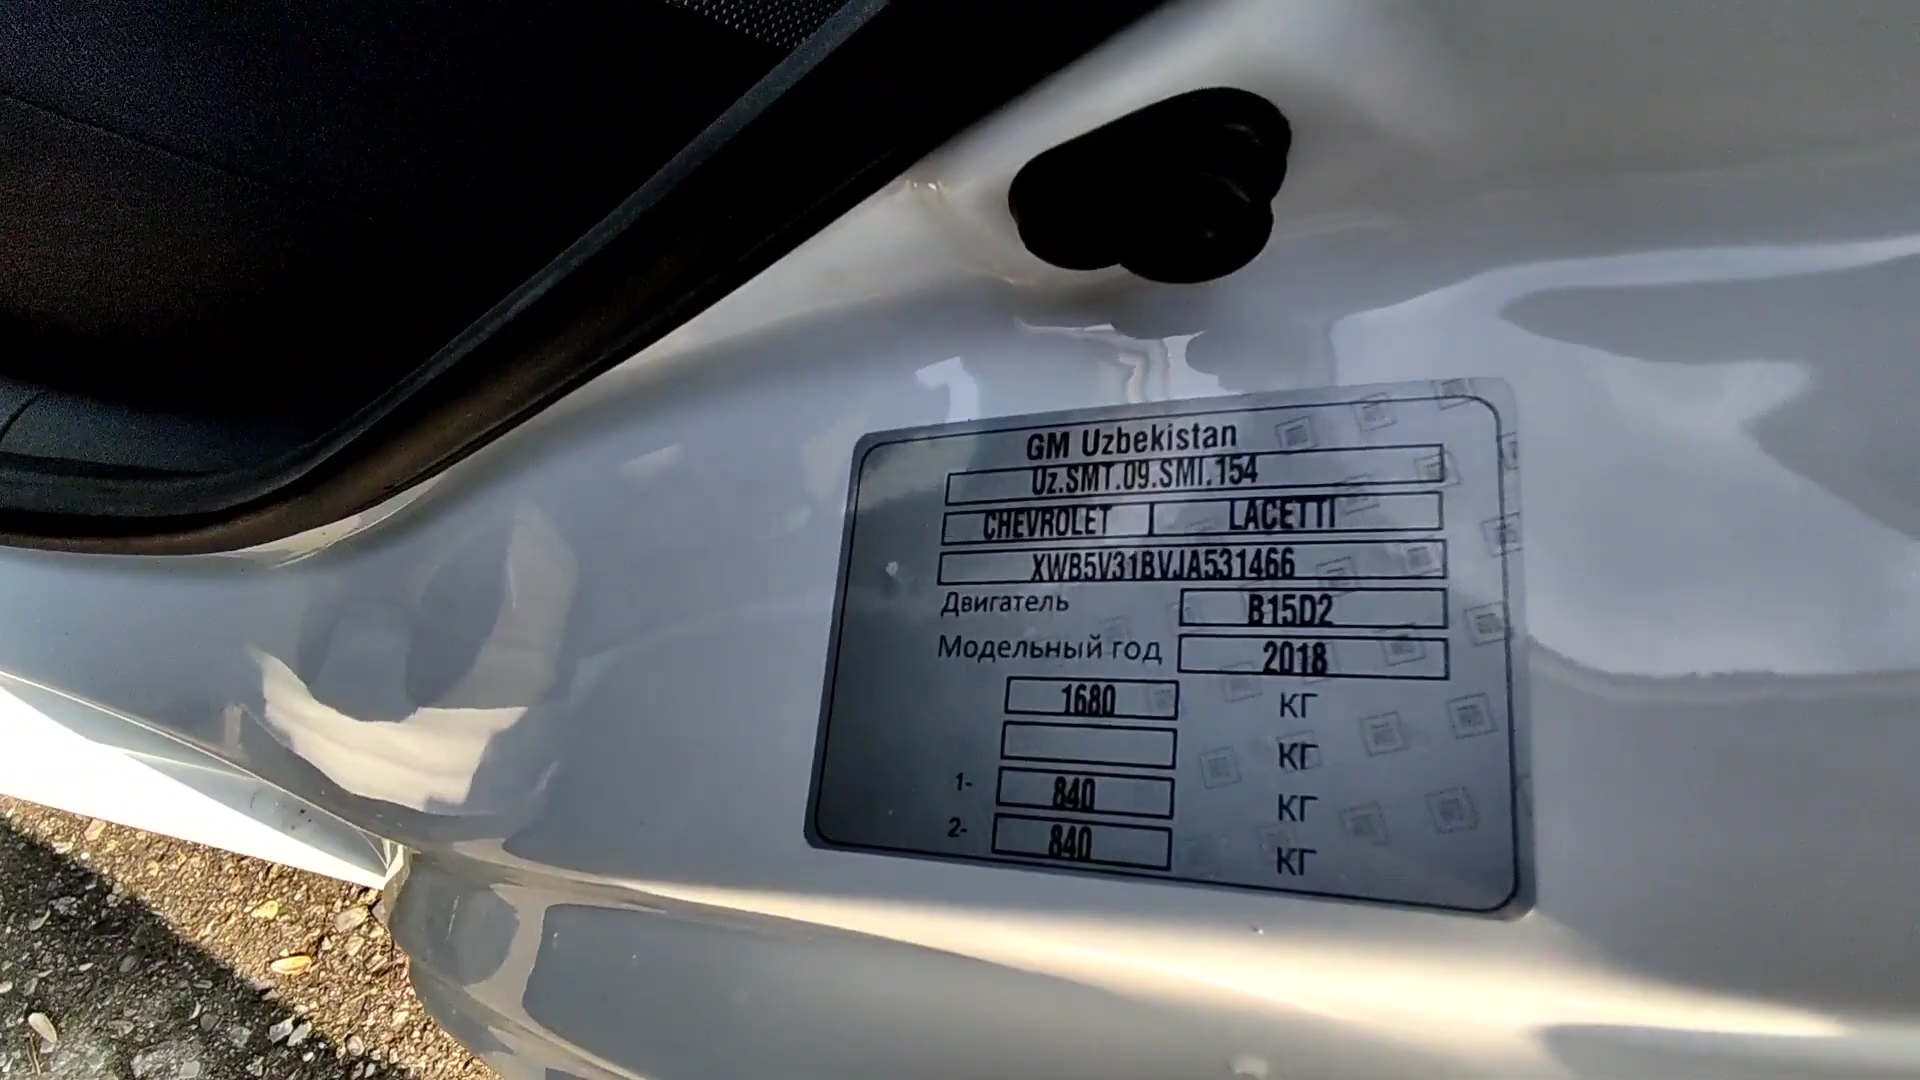 GM Uzbekistan
Uz.SMT.09.SMI.154
CHEVROLET LACETTI
XWB5V31BVJA531466
Двигатель B15D2
Модельный год 2018
1680 КГ
КГ
1- 840 КГ
2- 840 КГ